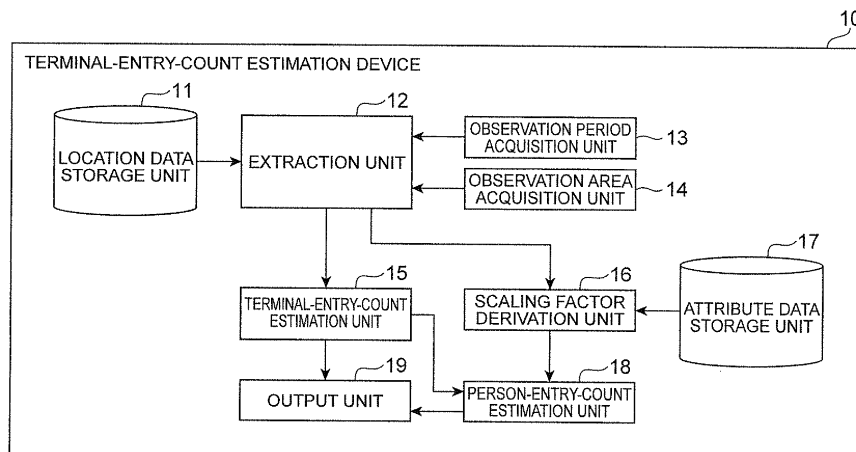 10
TERMINAL-ENTRY-COUNT ESTIMATION DEVICE
11
LOCATION DATA
STORAGE UNIT
12
EXTRACTION UNIT
OBSERVATION PERIOD
ACQUISITION UNIT
13
OBSERVATION AREA
ACQUISITION UNIT
14
15
TERMINAL-ENTRY-COUNT
ESTIMATION UNIT
16
SCALING FACTOR
DERIVATION UNIT
17
ATTRIBUTE DATA
STORAGE UNIT
19
OUTPUT UNIT
18
PERSON-ENTRY-COUNT
ESTIMATION UNIT